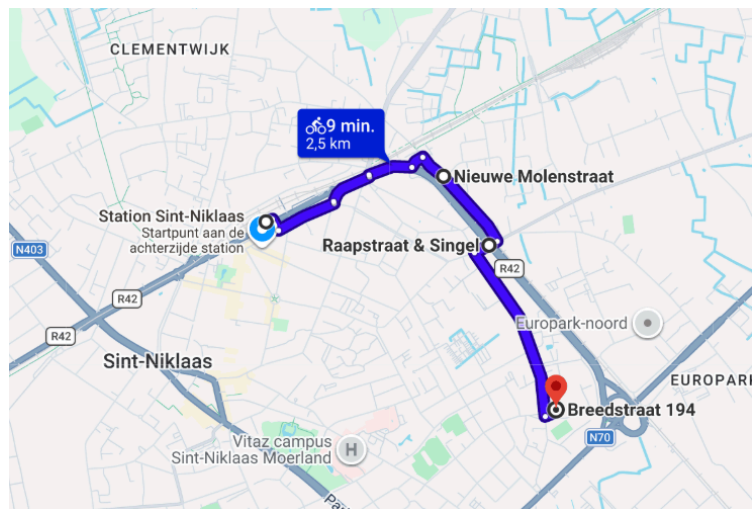 CLEMENTWIJK
9 min.
2,5 km
Nieuwe Molenstraat
Station Sint-Niklaas
Startpunt aan de
achterzijde station
Raapstraat & Singel
N403
R42
R42
R42
Europark-noord
Sint-Niklaas
EUROPARK
Breedstraat 194
N70
Vitaz campus
Sint-Niklaas Moerland
H